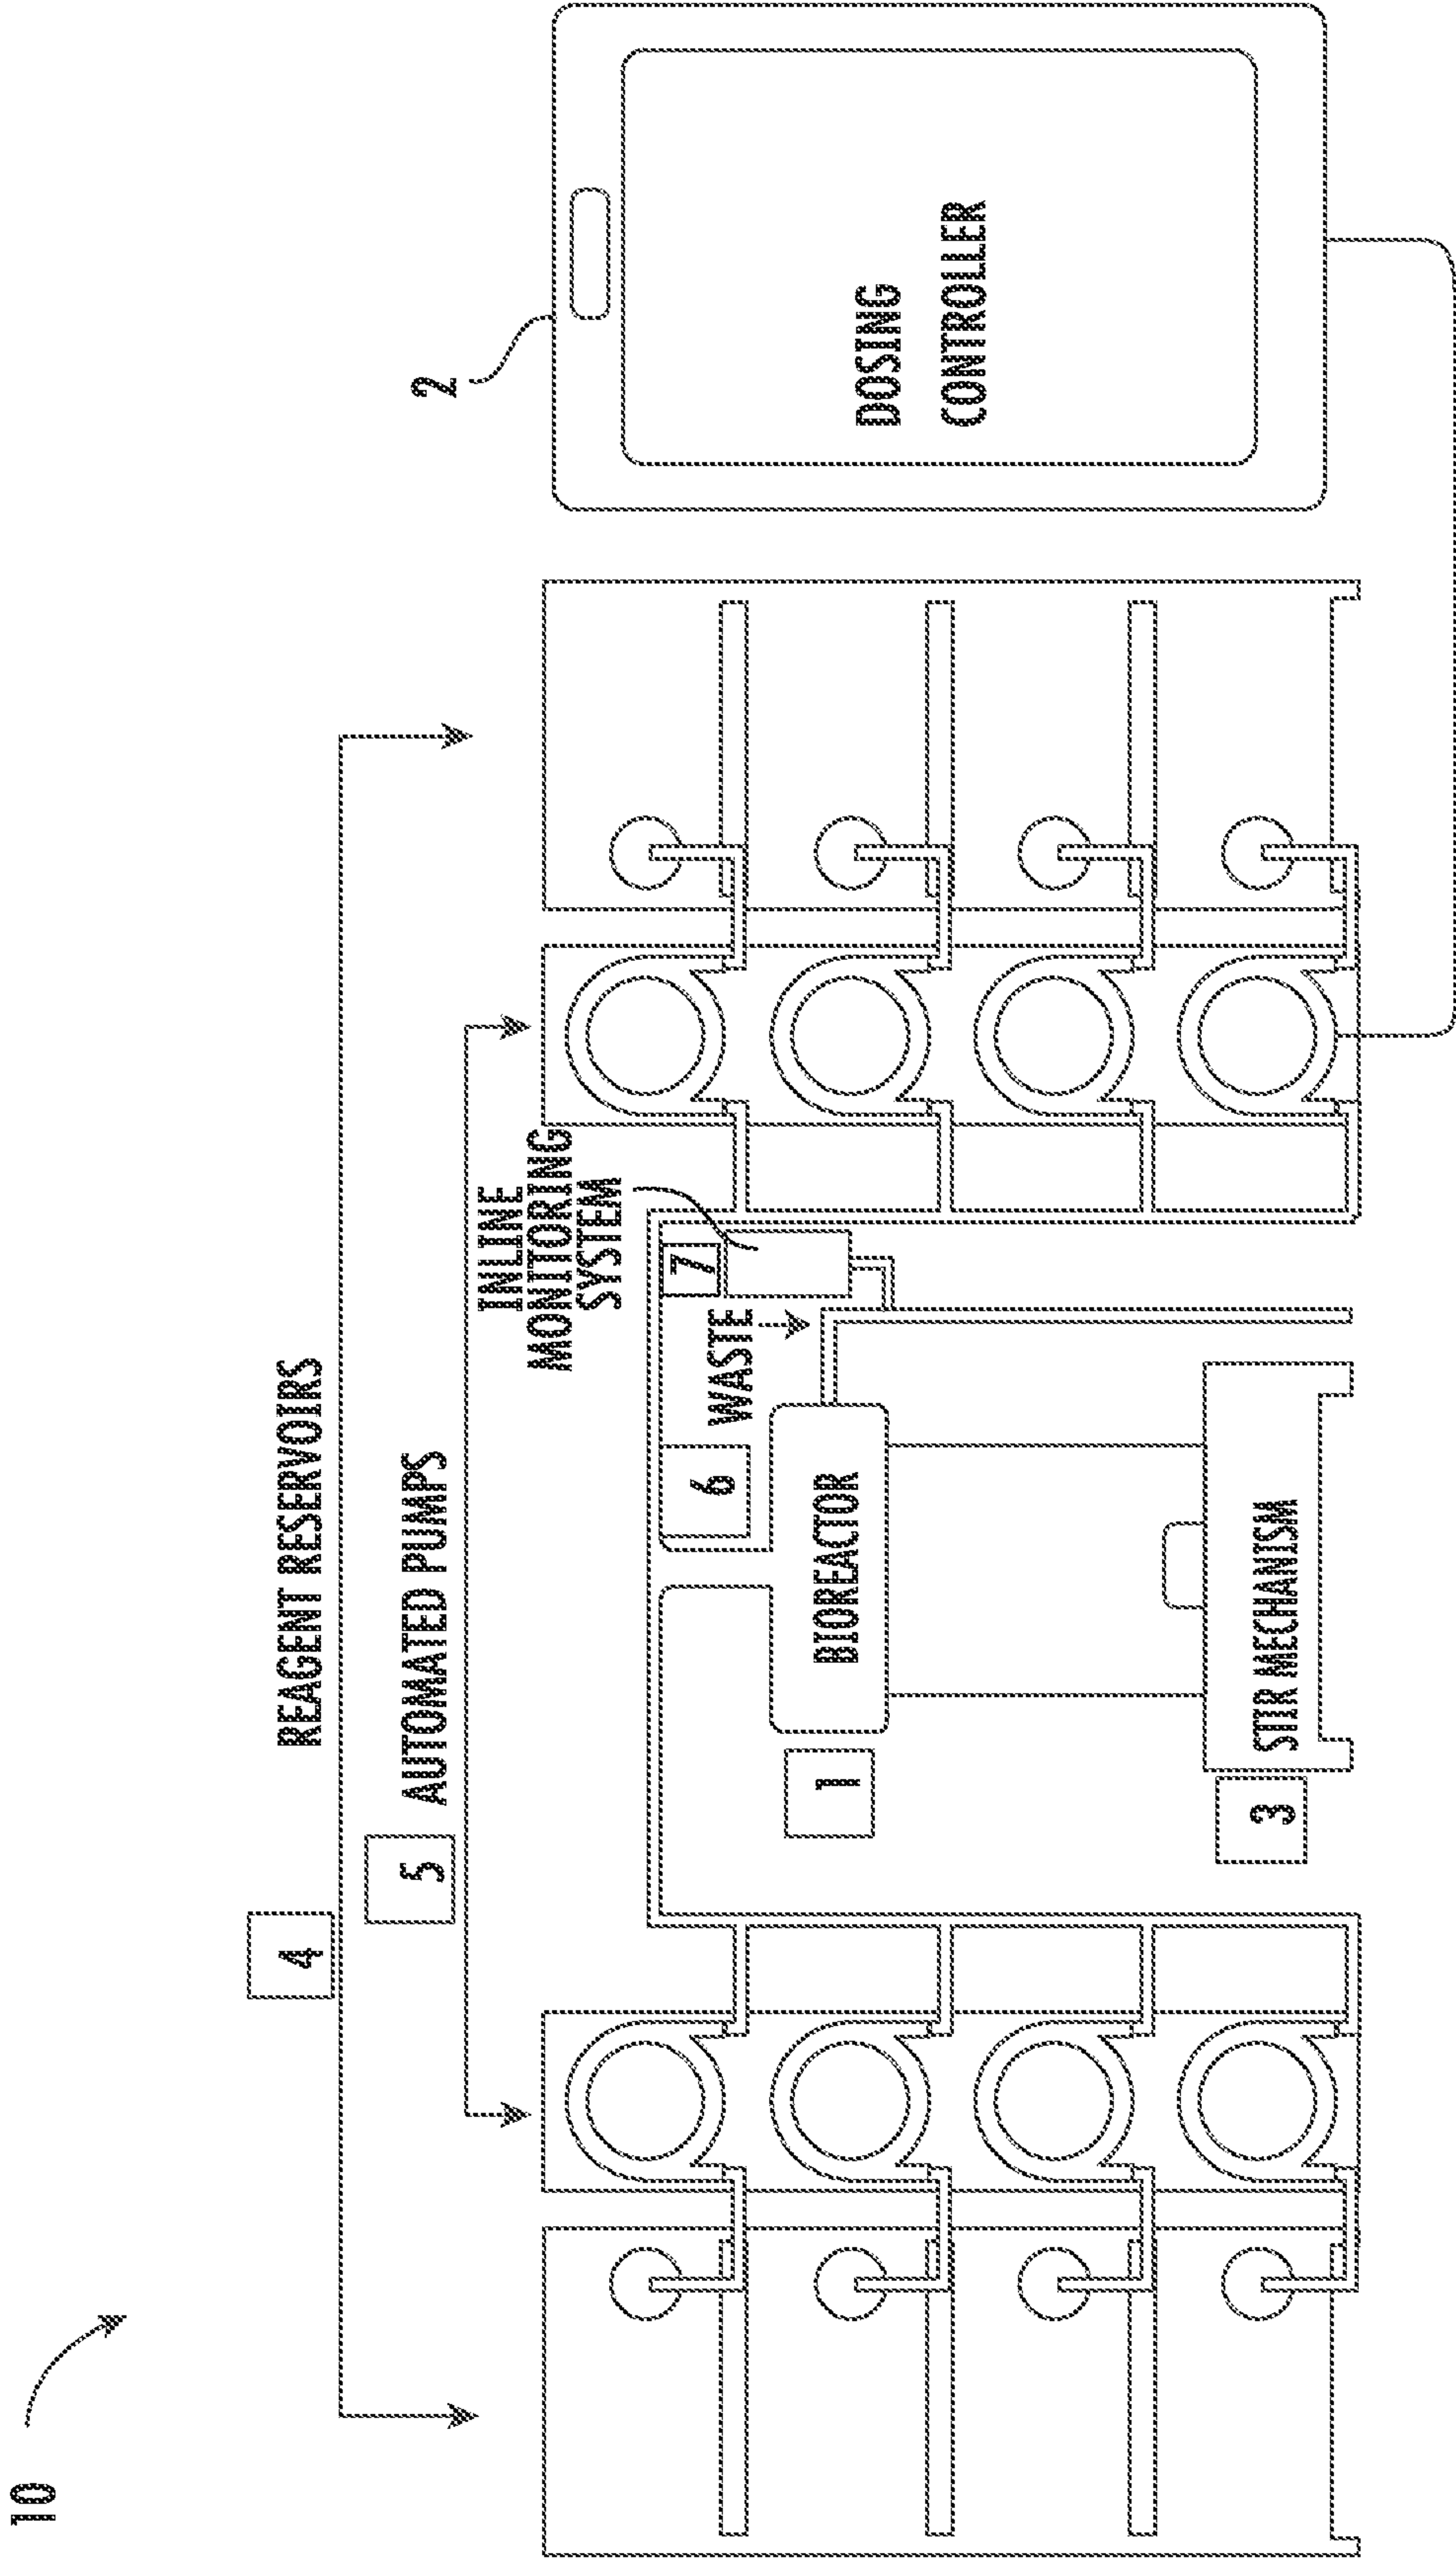 10
4
REAGENT RESERVOIRS
5
AUTOMATED PUMPS
INLINE
MONITORING
SYSTEM
7
WASTE
6
1
BIOREACTOR
3
STIR MECHANISM
2
DOSING
CONTROLLER